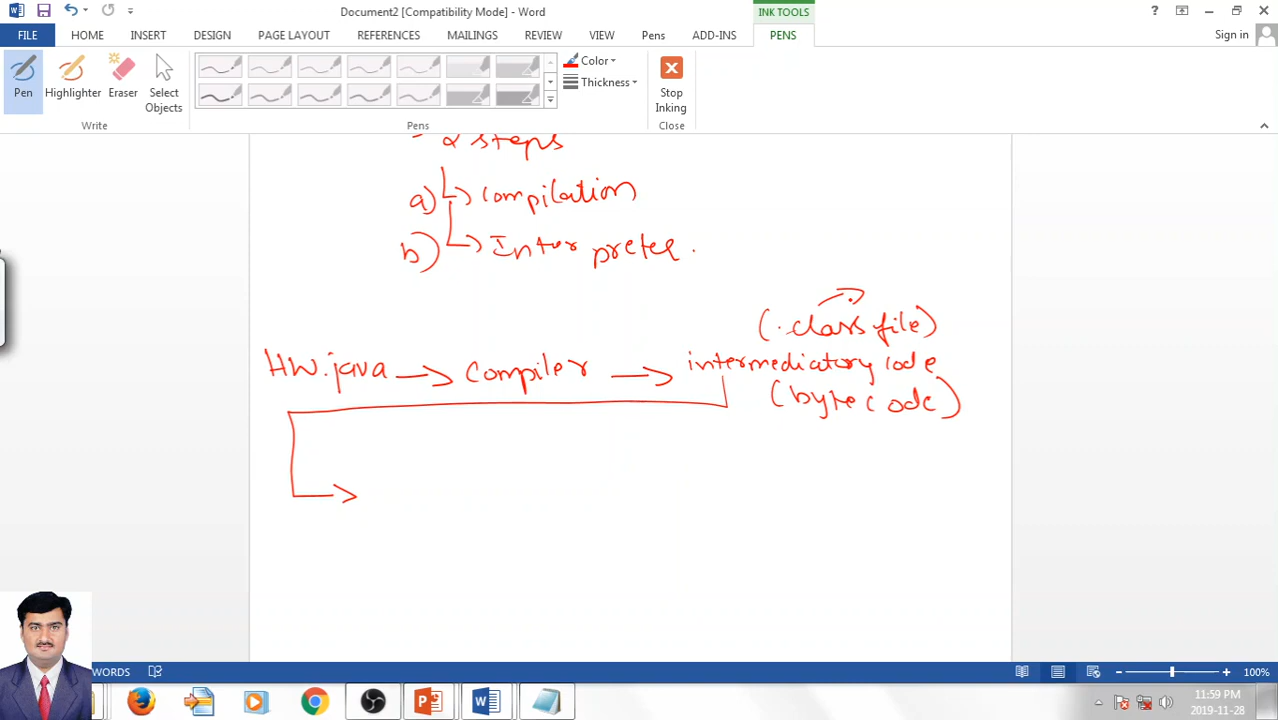 Document2 [Compatibility Mode] - Word
INK TOOLS
FILE HOME INSERT DESIGN PAGE LAYOUT REFERENCES MAILINGS REVIEW VIEW Pens ADD-INS PENS
Sign in
Pen Highlighter Eraser Select Objects
Color
Thickness
Stop Inking
Write Pens Close
2 steps
a) compilation
b) Interpreter.
(.class file)
HW.java → compiler → intermediatory code
(bytecode)
WORDS
100%
11:59 PM
2019-11-28